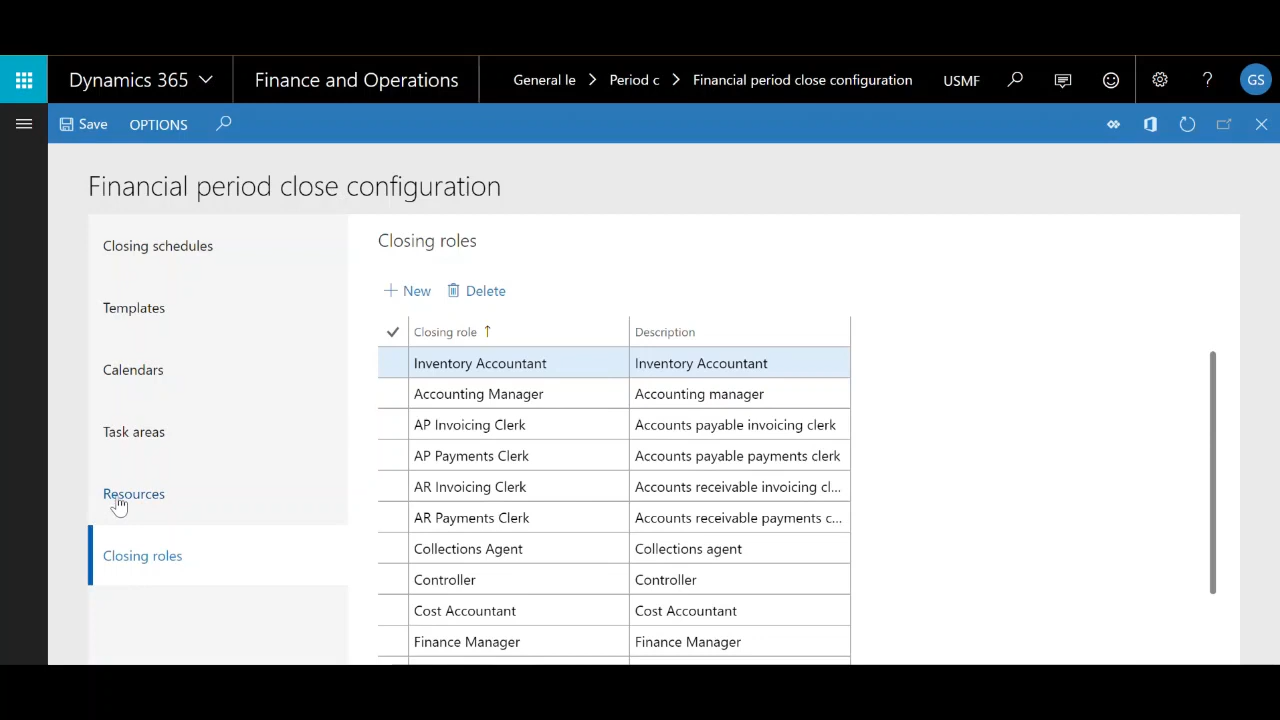 Dynamics 365 Finance and Operations General le Period c Financial period close configuration USMF ? GS
Save OPTIONS
Financial period close configuration
Closing schedules
Templates
Calendars
Task areas
Resources
Closing roles
Closing roles
New Delete
Closing role Description
Inventory Accountant Inventory Accountant
Accounting Manager Accounting manager
AP Invoicing Clerk Accounts payable invoicing clerk
AP Payments Clerk Accounts payable payments clerk
AR Invoicing Clerk Accounts receivable invoicing cl...
AR Payments Clerk Accounts receivable payments c...
Collections Agent Collections agent
Controller Controller
Cost Accountant Cost Accountant
Finance Manager Finance Manager